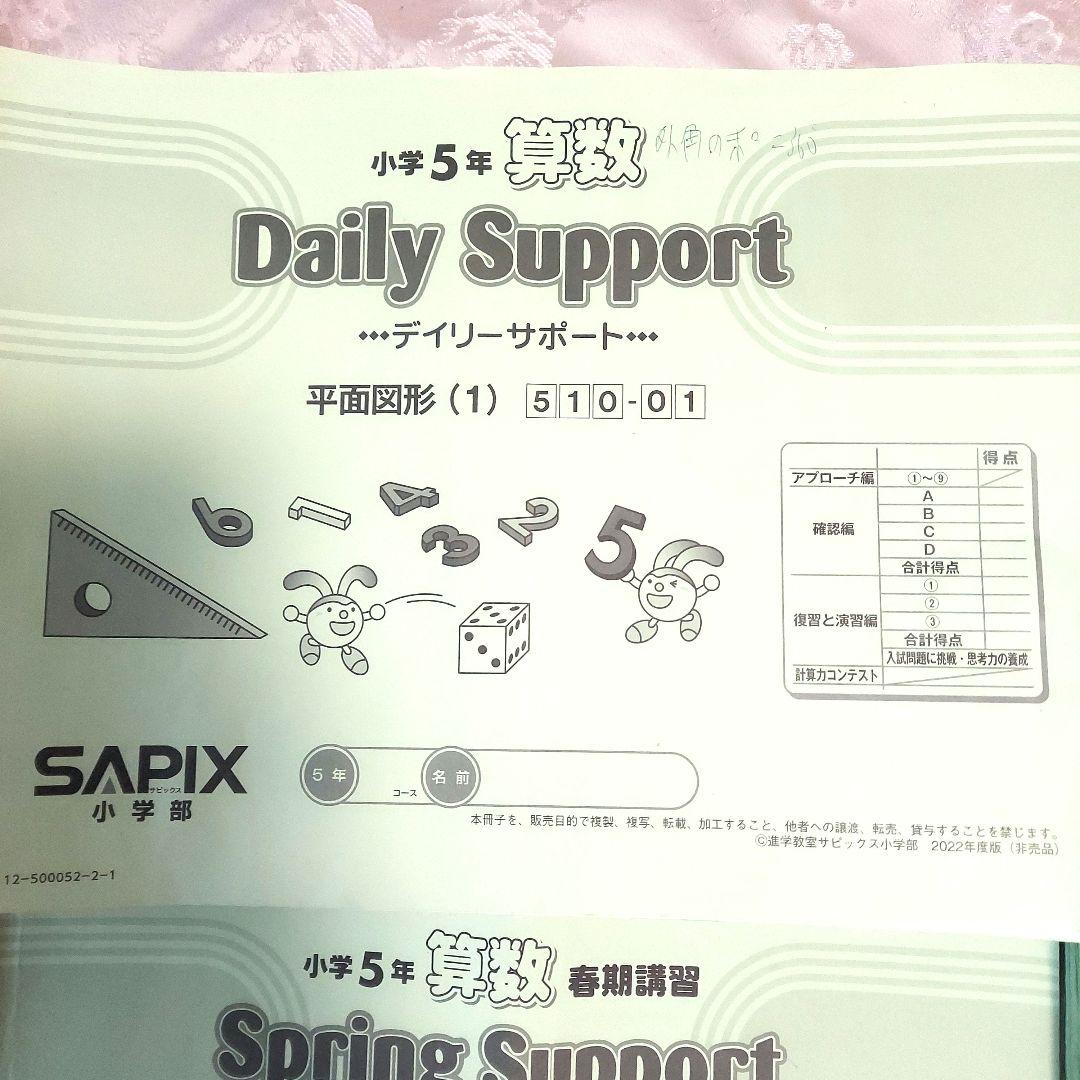 小学5年 算数
Daily Support
…デイリーサポート…
平面図形(1) 510-01
得点
アプローチ編 ①〜⑨
確認編
A
B
C
D
合計得点
復習と演習編
①
②
③
合計得点
入試問題に挑戦・思考力の養成
計算力コンテスト
6 1 4 3 2 5
SAPIX
サピックス
小学部
5年 コース 名前
本冊子を、販売目的で複製、複写、転載、加工すること、他者への譲渡、転売、貸与することを禁じます。
©進学教室サピックス小学部 2022年度版(非売品)
12-500052-2-1
小学5年 算数 春期講習
Spring Support